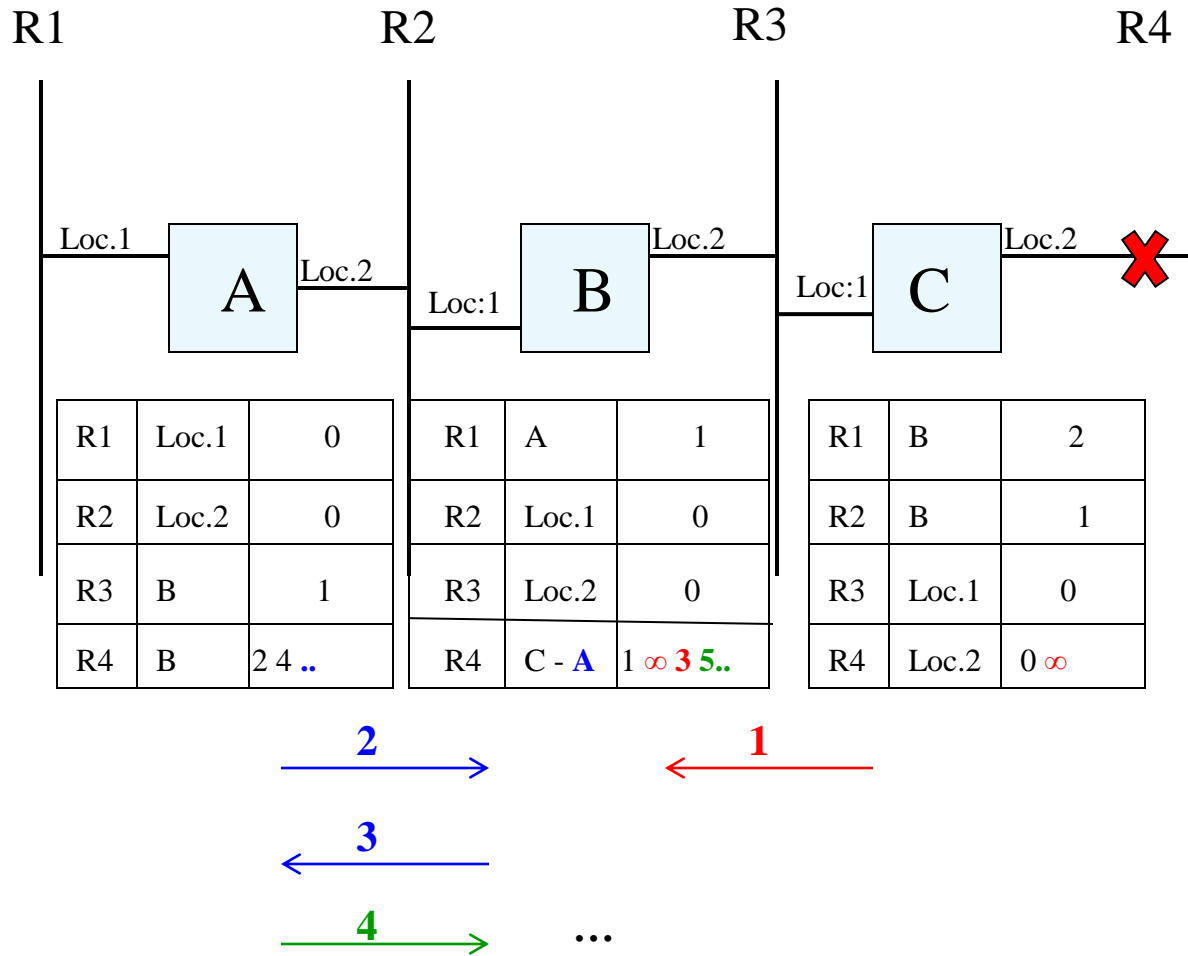 R1 R2 R3 R4
Loc.1 Loc.2 Loc.2
A Loc.2 Loc:1 B Loc:1 C
R1 Loc.1 0 R1 A 1 R1 B 2
R2 Loc.2 0 R2 Loc.1 0 R2 B 1
R3 B 1 R3 Loc.2 0 R3 Loc.1 0
R4 B 2 4 .. R4 C - A 1 ∞ 3 5.. R4 Loc.2 0 ∞
2 1
3
4 ...